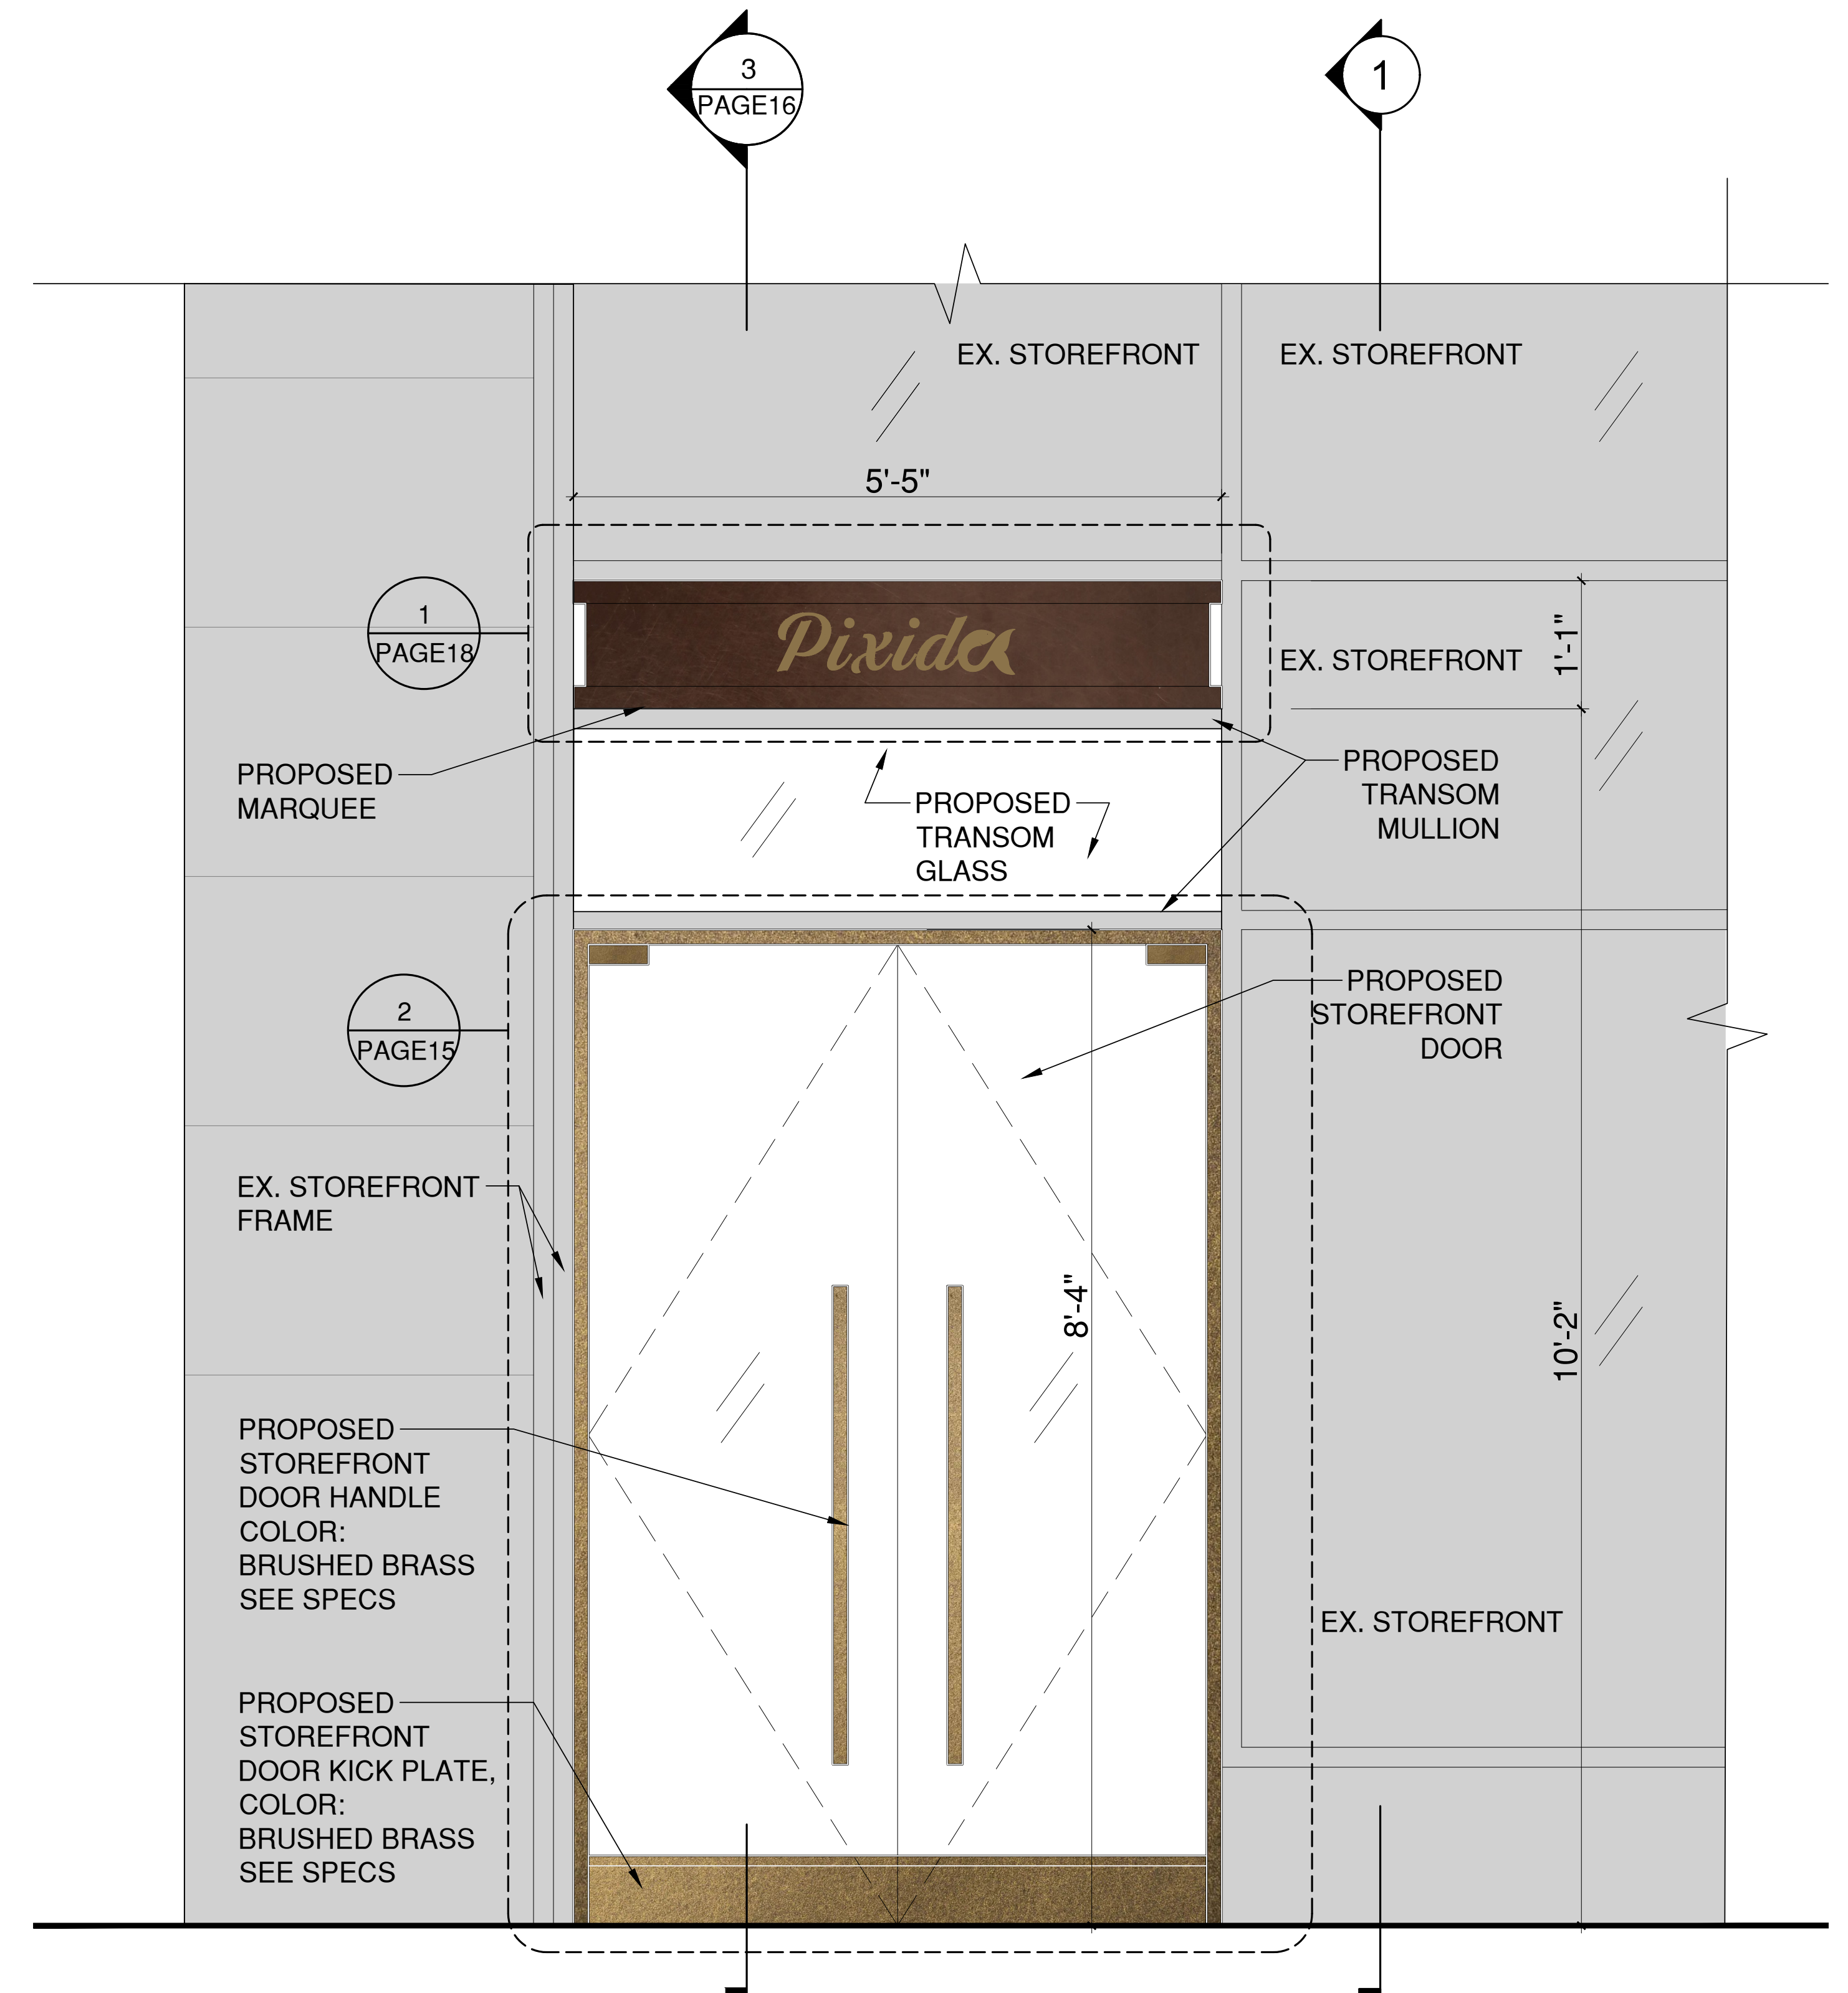 3
PAGE16
1
EX. STOREFRONT
EX. STOREFRONT
5'-5"
1
PAGE18
Pixida
EX. STOREFRONT
1'-1"
PROPOSED
MARQUEE
PROPOSED
TRANSOM
GLASS
PROPOSED
TRANSOM
MULLION
2
PAGE15
PROPOSED
STOREFRONT
DOOR
EX. STOREFRONT
FRAME
8'-4"
10'-2"
PROPOSED
STOREFRONT
DOOR HANDLE
COLOR:
BRUSHED BRASS
SEE SPECS
EX. STOREFRONT
PROPOSED
STOREFRONT
DOOR KICK PLATE,
COLOR:
BRUSHED BRASS
SEE SPECS